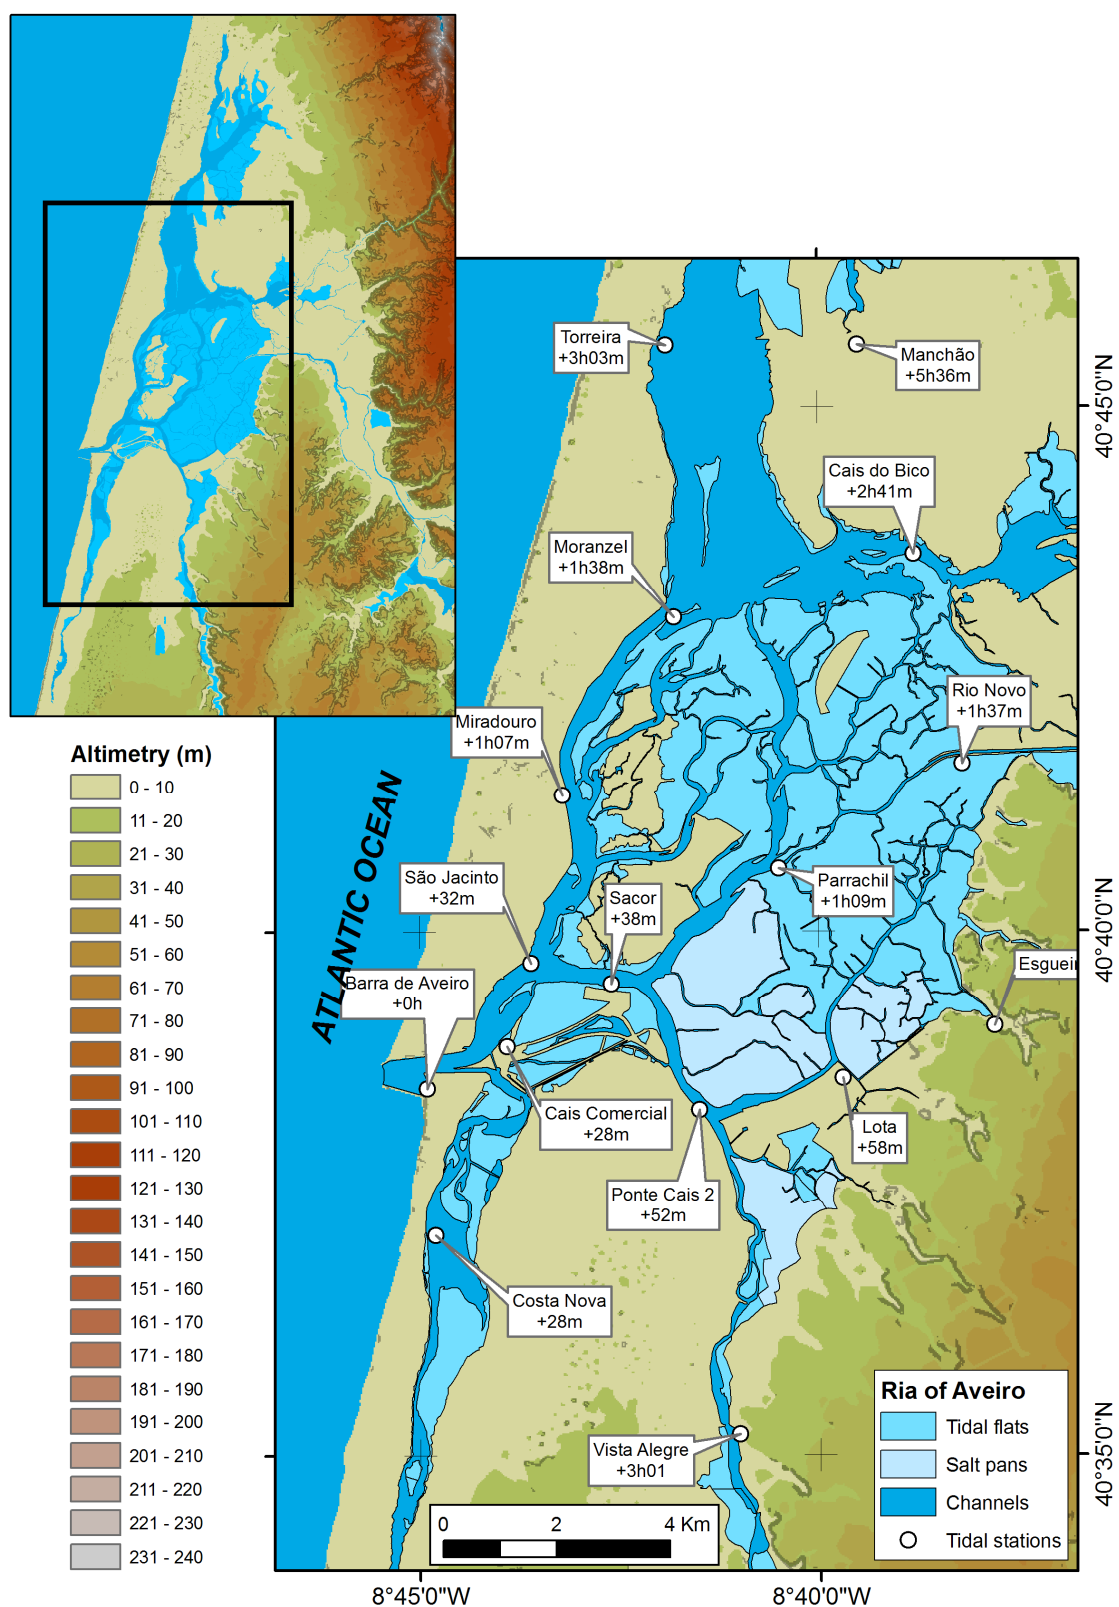 Torreira
+3h03m
Manchão
+5h36m
40°45'0"N
Cais do Bico
+2h41m
Moranzel
+1h38m
Rio Novo
+1h37m
Miradouro
+1h07m
Altimetry (m)
0 - 10
11 - 20
21 - 30
31 - 40
41 - 50
51 - 60
61 - 70
71 - 80
81 - 90
91 - 100
101 - 110
111 - 120
121 - 130
131 - 140
141 - 150
151 - 160
161 - 170
171 - 180
181 - 190
191 - 200
201 - 210
211 - 220
221 - 230
231 - 240
ATLANTIC OCEAN
São Jacinto
+32m
Sacor
+38m
Parrachil
+1h09m
40°0'0"N
Esguei
Barra de Aveiro
+0h
Cais Comercial
+28m
Lota
+58m
Ponte Cais 2
+52m
Costa Nova
+28m
Vista Alegre
+3h01
40°35'0"N
Ria of Aveiro
Tidal flats
Salt pans
Channels
Tidal stations
0 2 4 Km
8°45'0"W
8°40'0"W